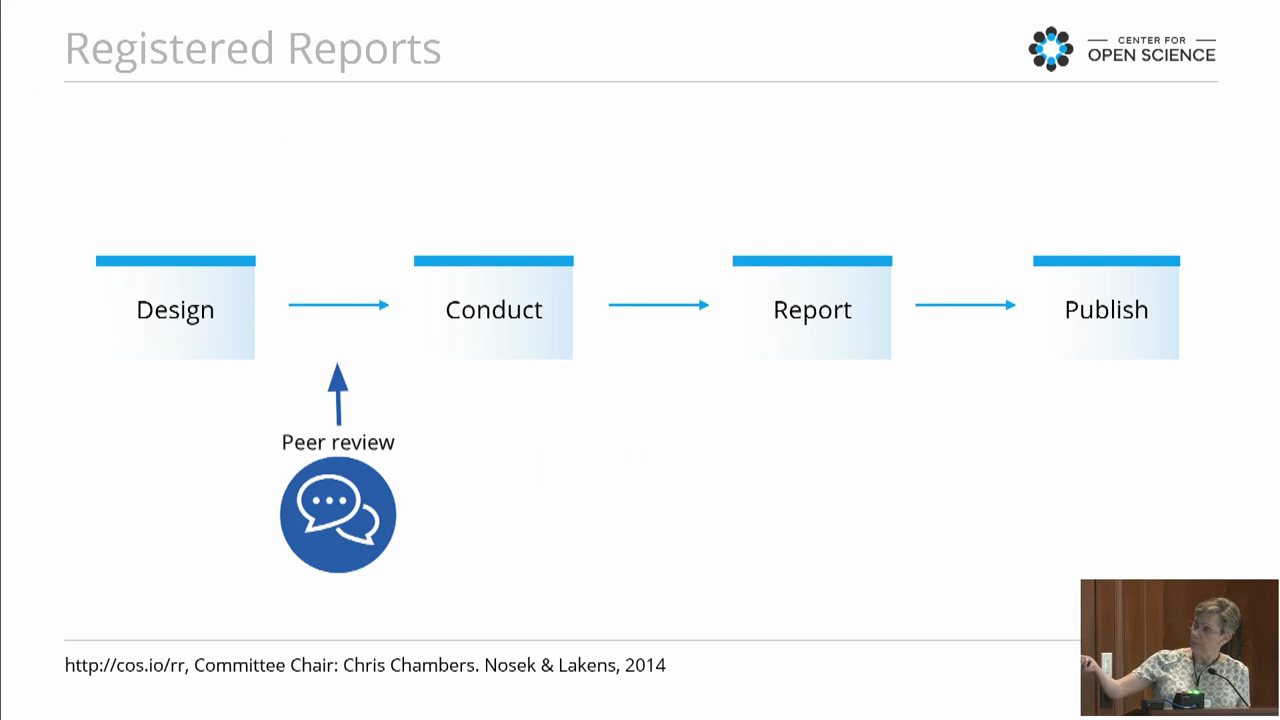 Registered Reports
CENTER FOR
OPEN SCIENCE
Design
Conduct
Report
Publish
Peer review
http://cos.io/rr, Committee Chair: Chris Chambers. Nosek & Lakens, 2014